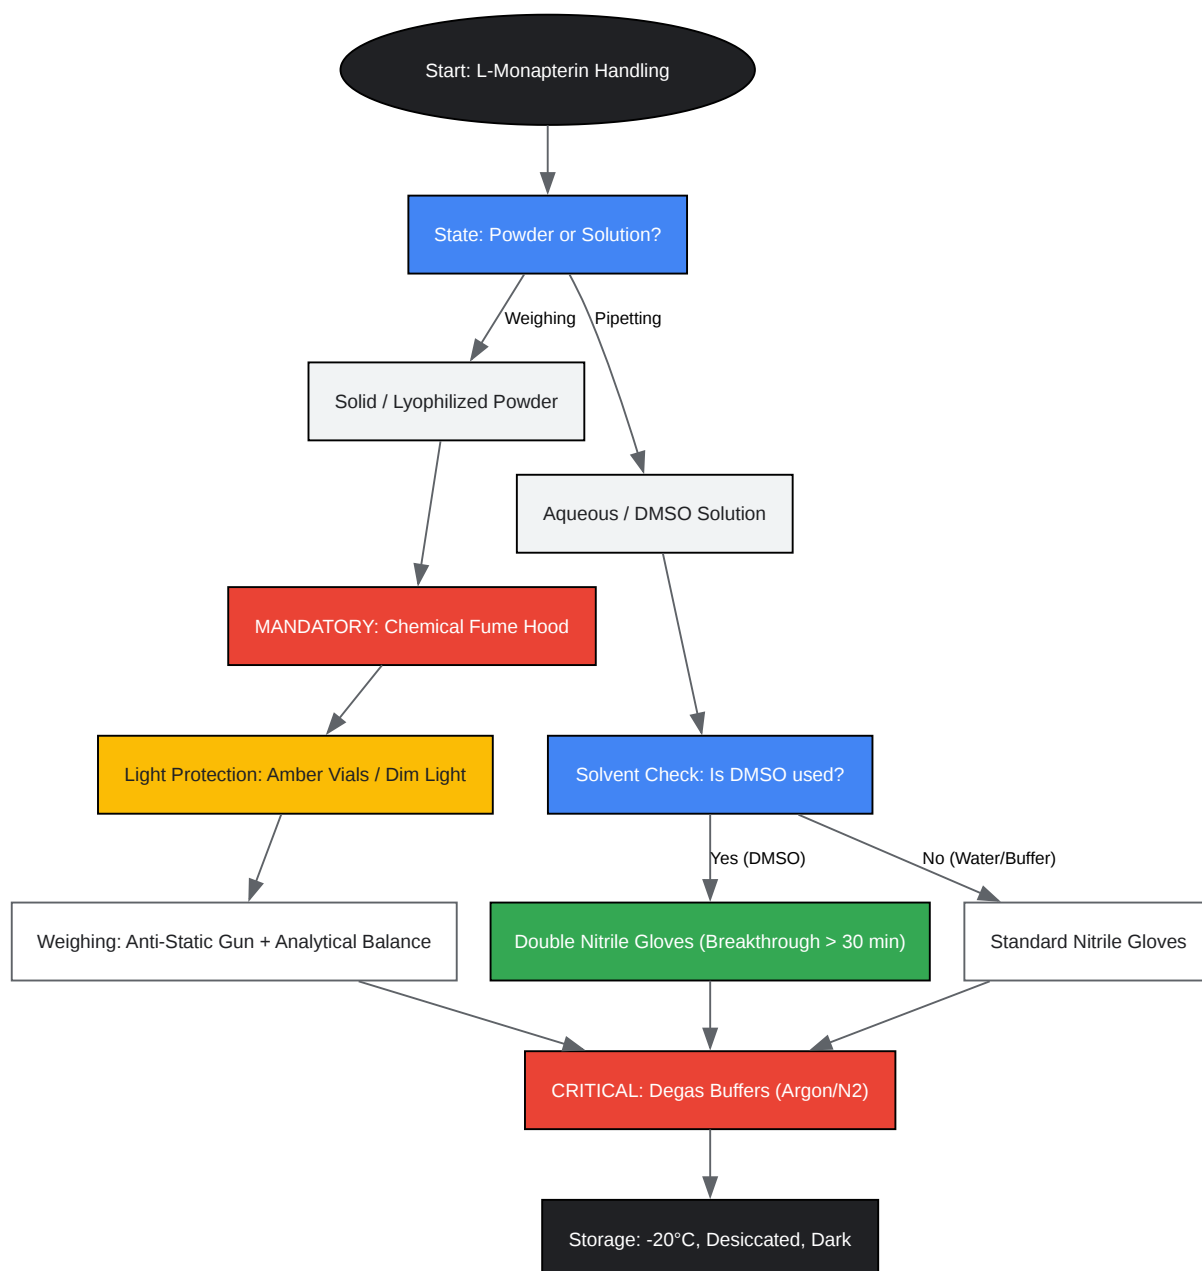 Start: L-Monapterin Handling
State: Powder or Solution?
Weighing
Pipetting
Solid / Lyophilized Powder
Aqueous / DMSO Solution
MANDATORY: Chemical Fume Hood
Light Protection: Amber Vials / Dim Light
Solvent Check: Is DMSO used?
Yes (DMSO)
No (Water/Buffer)
Weighing: Anti-Static Gun + Analytical Balance
Double Nitrile Gloves (Breakthrough > 30 min)
Standard Nitrile Gloves
CRITICAL: Degas Buffers (Argon/N2)
Storage: -20°C, Desiccated, Dark